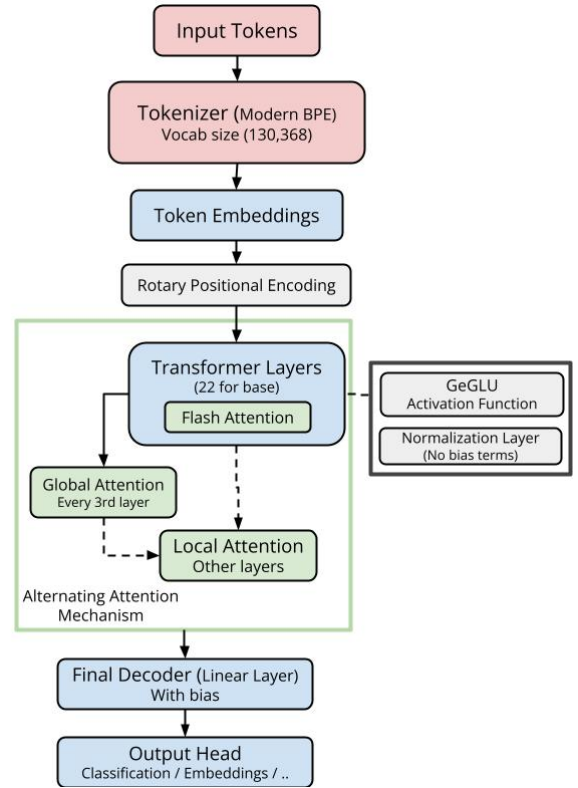 Input Tokens
Tokenizer (Modern BPE)
Vocab size (130,368)
Token Embeddings
Rotary Positional Encoding
Transformer Layers
(22 for base)
Flash Attention
GeGLU
Activation Function
Normalization Layer
(No bias terms)
Global Attention
Every 3rd layer
Local Attention
Other layers
Alternating Attention
Mechanism
Final Decoder (Linear Layer)
With bias
Output Head
Classification / Embeddings / ..